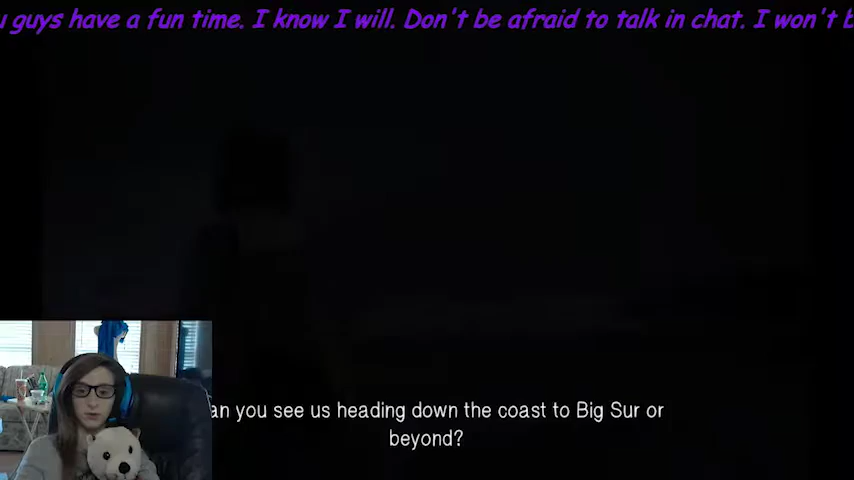 guys have a fun time. I know I will. Don't be afraid to talk in chat. I won't
you see us heading down the coast to Big Sur or
beyond?